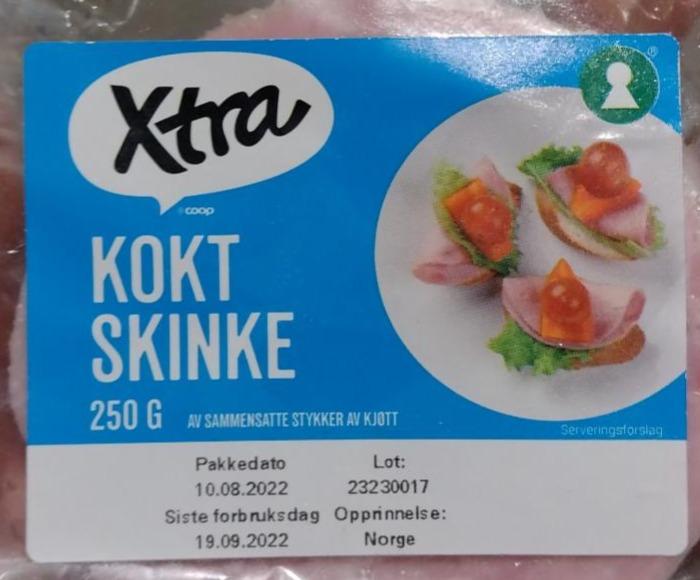 Xtra
®
coop
KOKT
SKINKE
250 G AV SAMMENSATTE STYKKER AV KJØTT
Serveringsforslag
Pakkedato Lot:
10.08.2022 23230017
Siste forbruksdag Opprinnelse:
19.09.2022 Norge